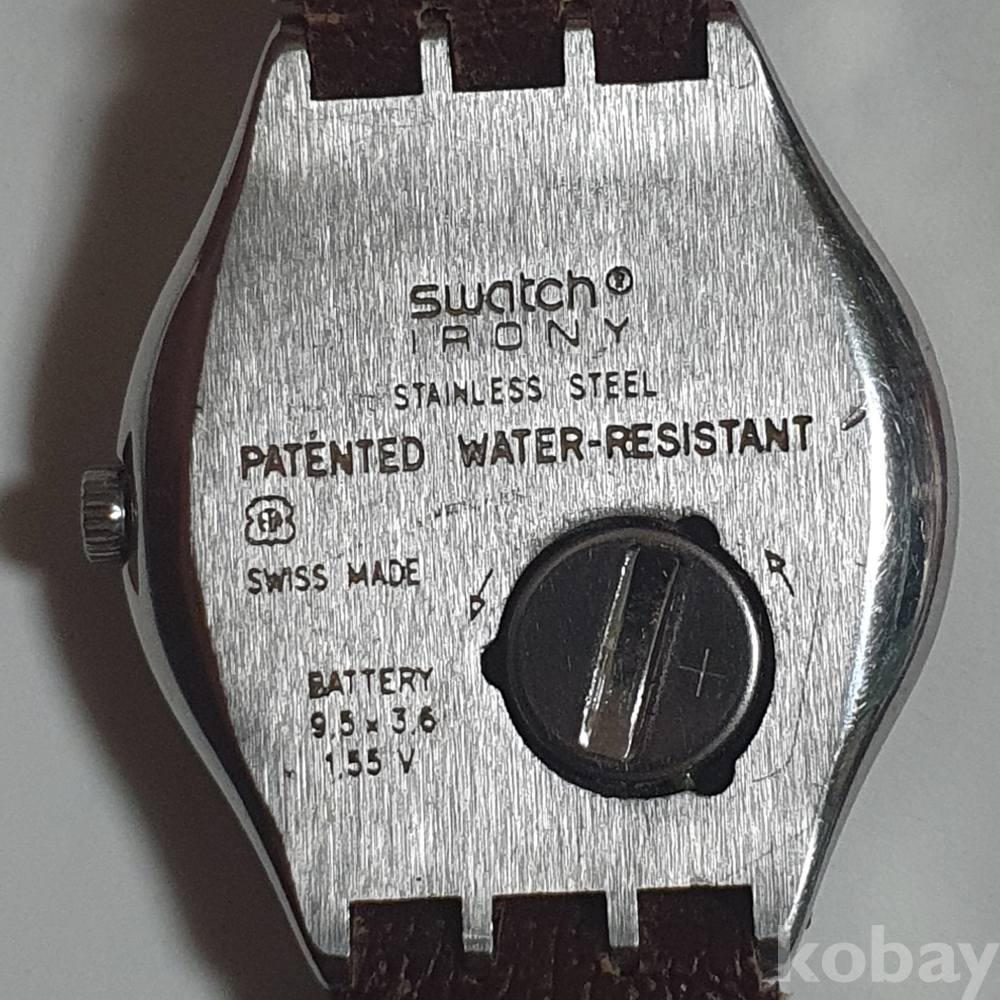 swatch®
IRONY
STAINLESS STEEL
PATENTED WATER-RESISTANT
SWISS MADE
BATTERY
9,5 x 3,6
1,55 V
+
kobay